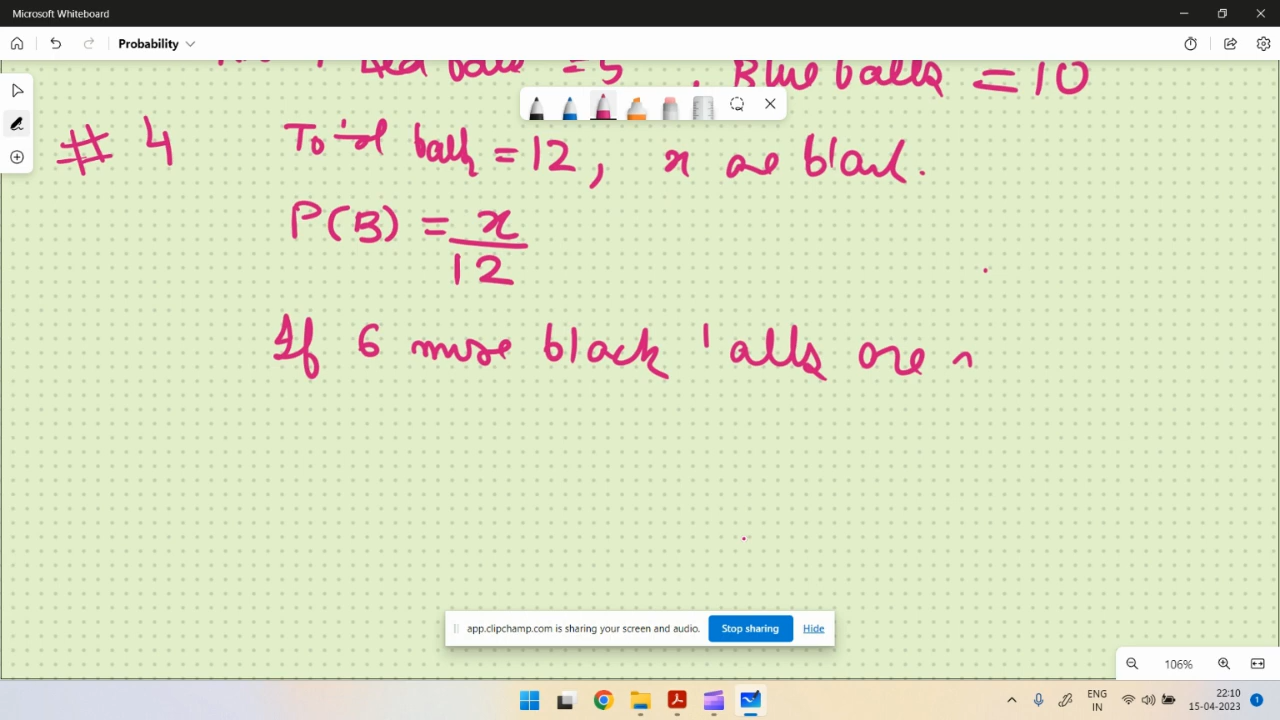 Microsoft Whiteboard
Probability
balls = 5, Blue balls = 10
# 4 Total balls = 12, x are black.
P(B) = x
12
If 6 more black alls are
app.clipchamp.com is sharing your screen and audio. Stop sharing Hide
106%
ENG
IN
22:10
15-04-2023
1